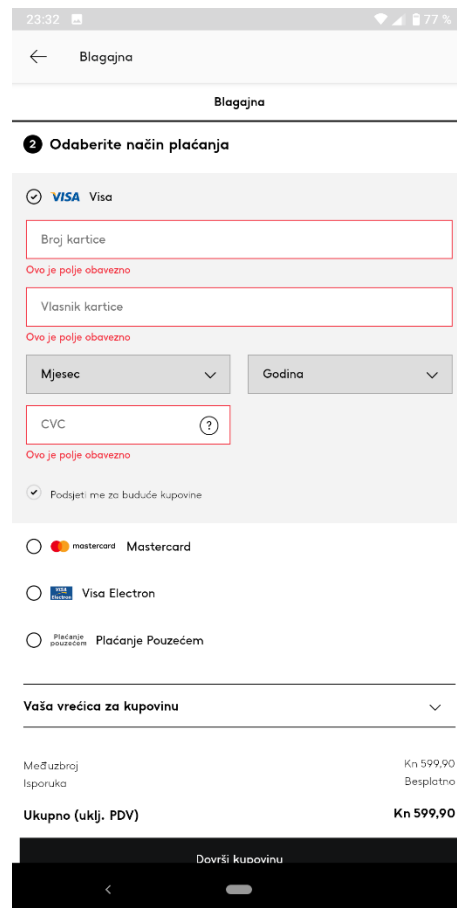 23:32 77 %
Blagajna
Blagajna
2 Odaberite način plaćanja
VISA Visa
Broj kartice
Ovo je polje obavezno
Vlasnik kartice
Ovo je polje obavezno
Mjesec Godina
CVC ?
Ovo je polje obavezno
Podsjeti me za buduće kupovine
mastercard Mastercard
VISA Electron Visa Electron
Plaćanje pouzećem Plaćanje Pouzećem
Vaša vrećica za kupovinu
Međuzbroj Kn 599,90
Isporuka Besplatno
Ukupno (uklj. PDV) Kn 599,90
Dovrši kupovinu